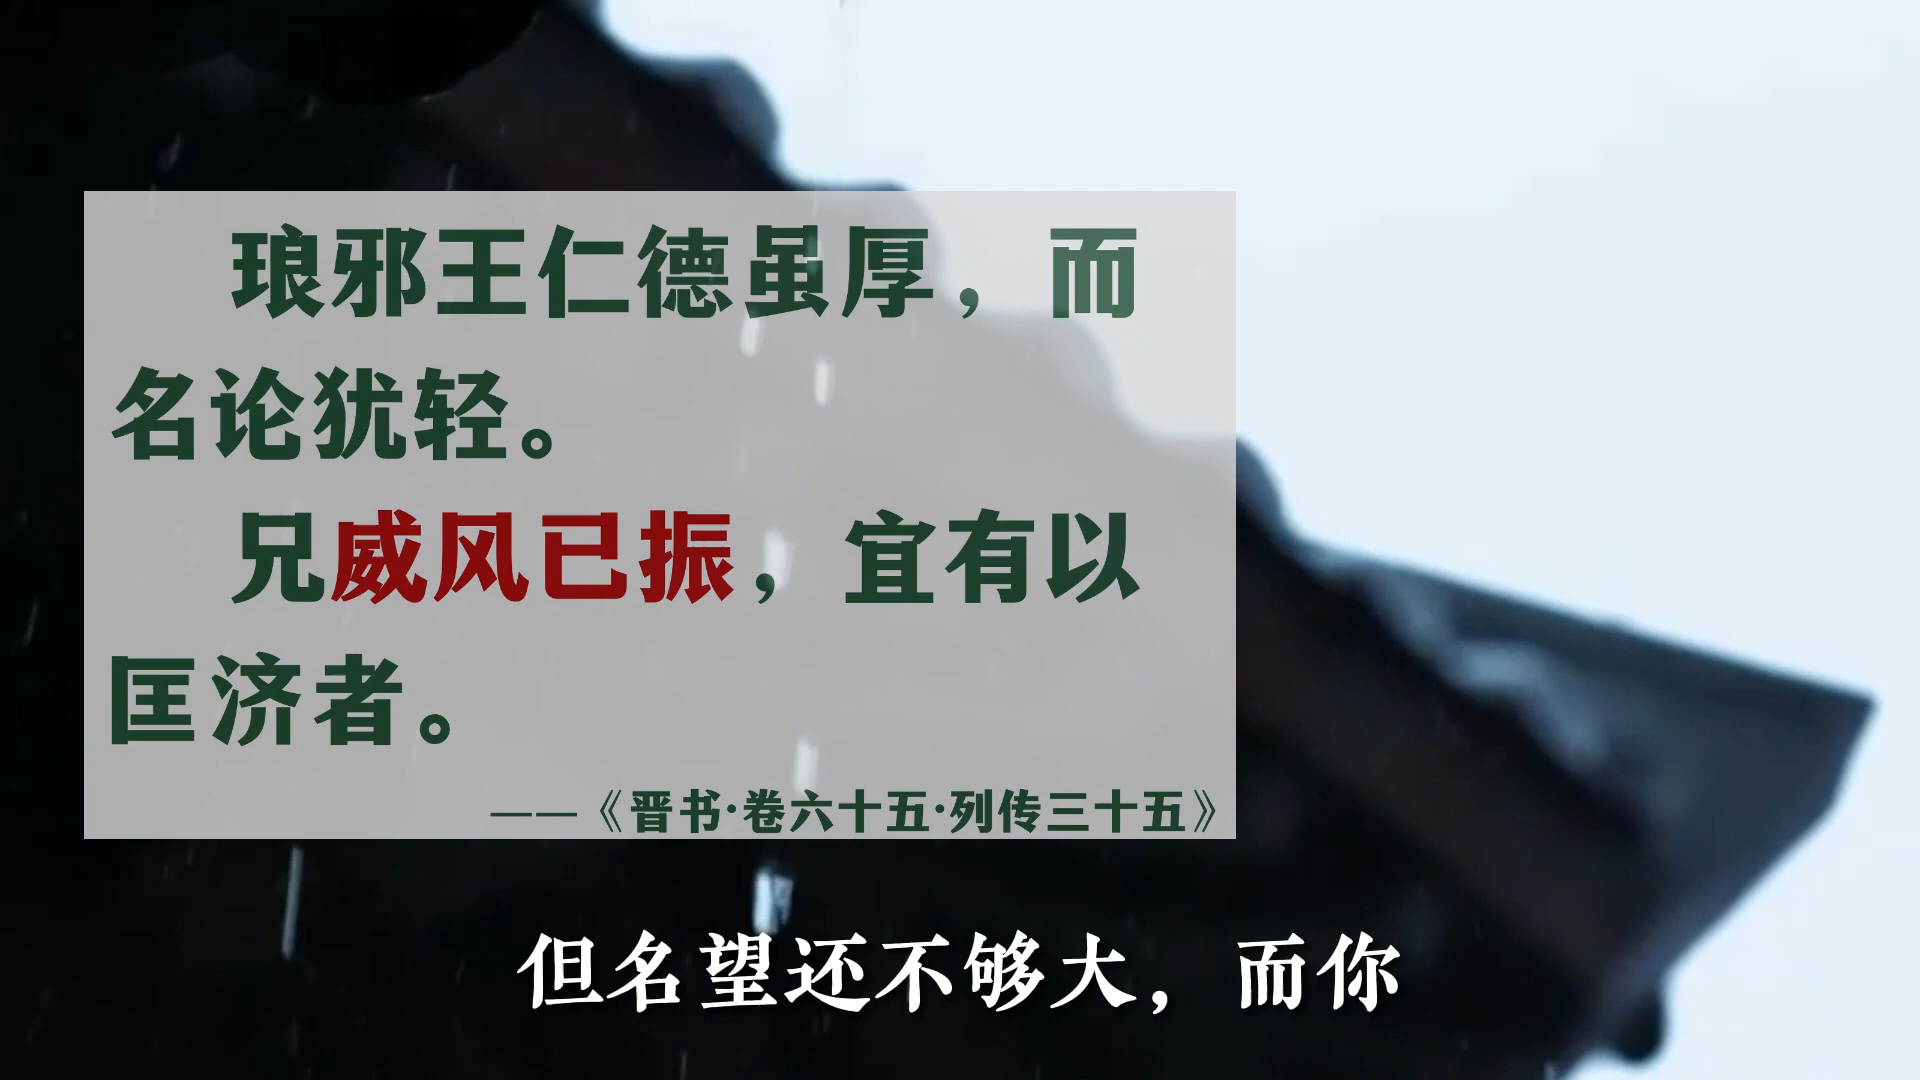 琅邪王仁德虽厚，而
名论犹轻。
兄威风已振，宜有以
匡济者。
——《晋书·卷六十五·列传三十五》
但名望还不够大，而你